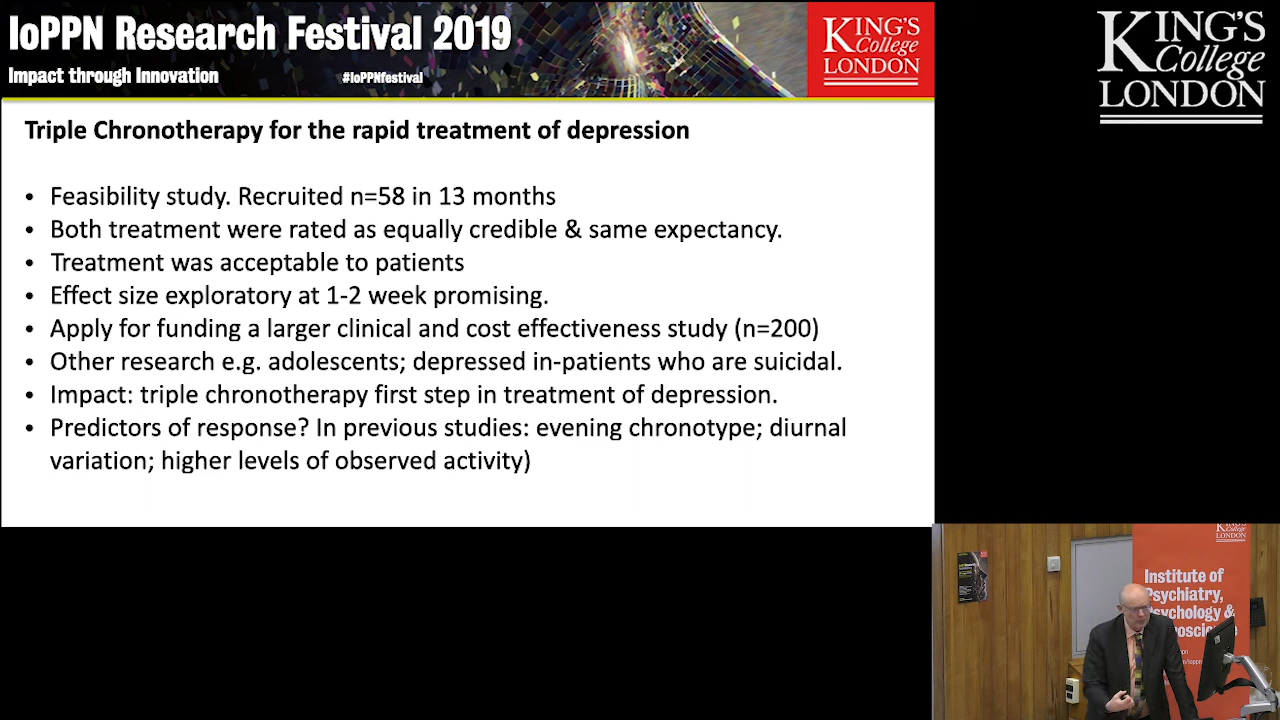 IoPPN Research Festival 2019
Impact through Innovation
#IoPPNfestival
KING'S
College
LONDON
KING'S
College
LONDON
Triple Chronotherapy for the rapid treatment of depression
• Feasibility study. Recruited n=58 in 13 months
• Both treatment were rated as equally credible & same expectancy.
• Treatment was acceptable to patients
• Effect size exploratory at 1-2 week promising.
• Apply for funding a larger clinical and cost effectiveness study (n=200)
• Other research e.g. adolescents; depressed in-patients who are suicidal.
• Impact: triple chronotherapy first step in treatment of depression.
• Predictors of response? In previous studies: evening chronotype; diurnal
variation; higher levels of observed activity)
KING'S
College
LONDON
Institute of
Psychiatry,
Psychology &